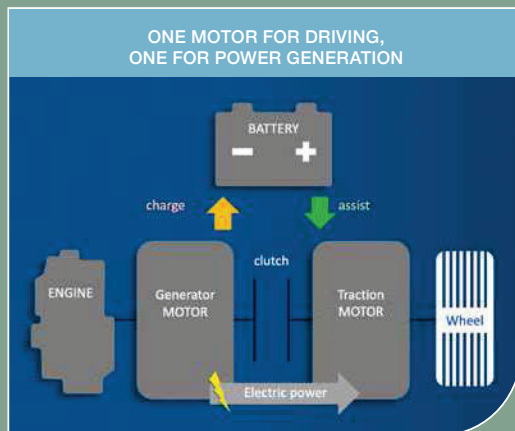 ONE MOTOR FOR DRIVING,
ONE FOR POWER GENERATION
BATTERY
charge
assist
clutch
ENGINE
Generator
MOTOR
Traction
MOTOR
Wheel
Electric power